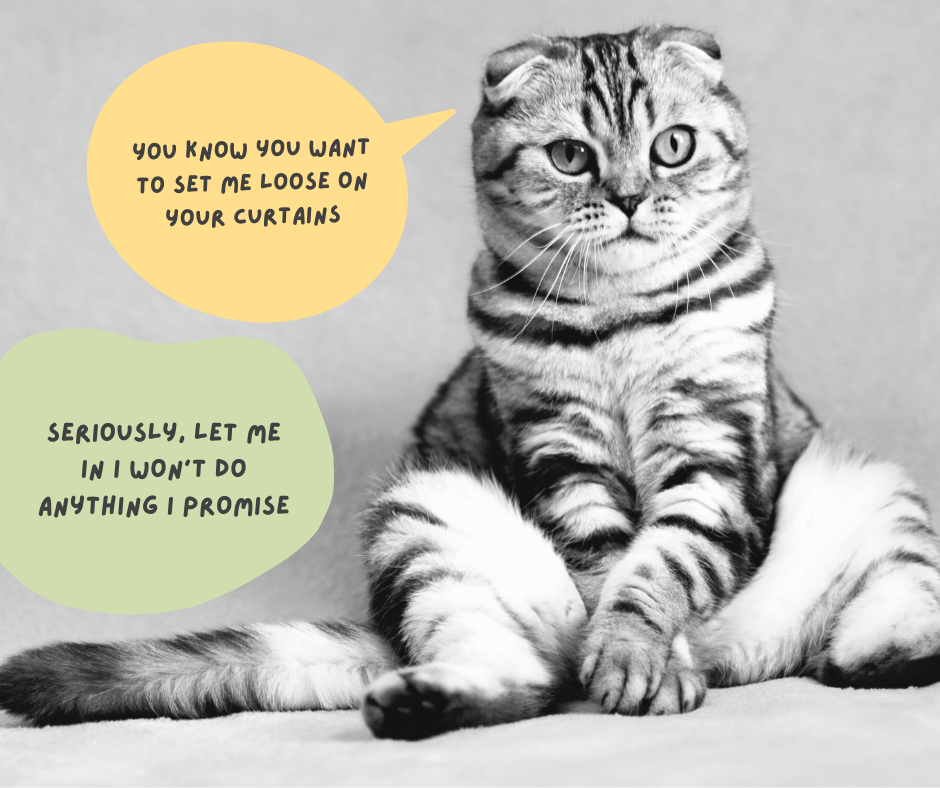 YOU KNOW YOU WANT
TO SET ME LOOSE ON
YOUR CURTAINS
SERIOUSLY, LET ME
IN I WON'T DO
ANYTHING I PROMISE